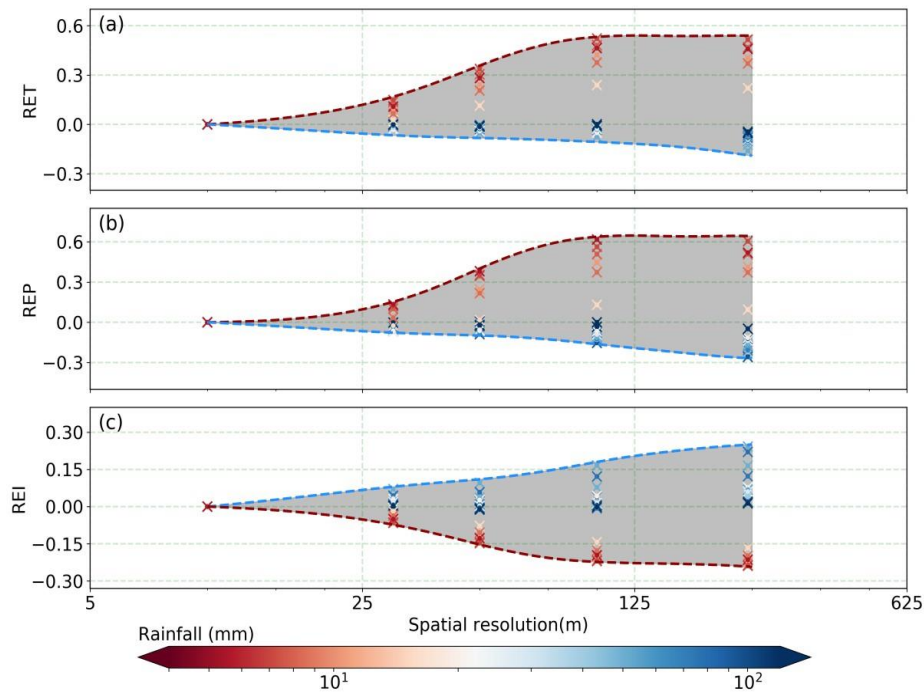 (a)
0.6
0.3
0.0
−0.3
RET
(b)
0.6
0.3
0.0
−0.3
REP
(c)
0.30
0.15
0.00
−0.15
−0.30
REI
5 25 125 625
Spatial resolution(m)
Rainfall (mm)
10¹ 10²